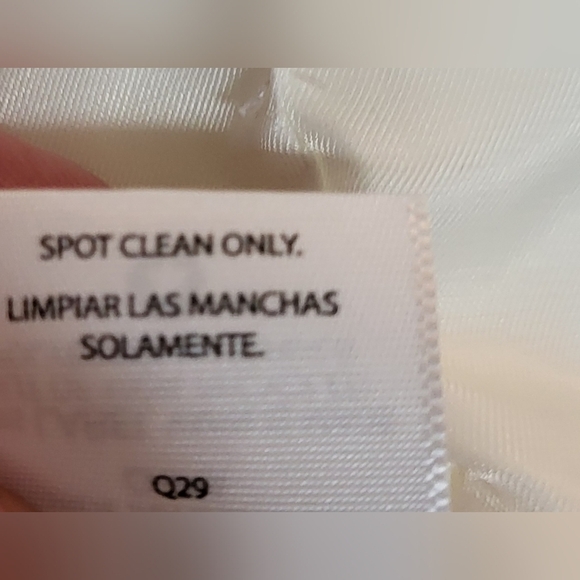 SPOT CLEAN ONLY.
LIMPIAR LAS MANCHAS
SOLAMENTE.
Q29